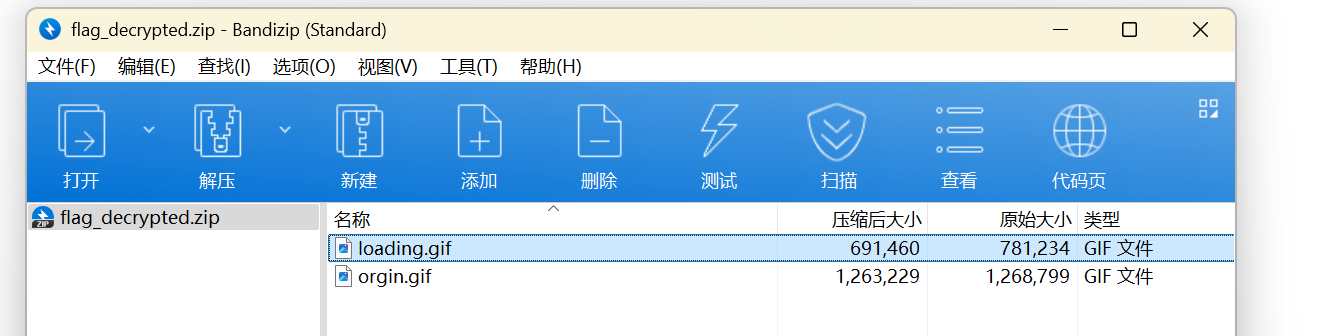 flag_decrypted.zip - Bandizip (Standard)
文件(F) 编辑(E) 查找(I) 选项(O) 视图(V) 工具(T) 帮助(H)
打开 解压 新建 添加 删除 测试 扫描 查看 代码页
ZIP flag_decrypted.zip
名称 压缩后大小 原始大小 类型
loading.gif 691,460 781,234 GIF 文件
orgin.gif 1,263,229 1,268,799 GIF 文件